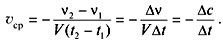 v_ср = − (ν₂ − ν₁) / (V (t₂ − t₁)) = − Δν / (VΔt) = − Δc / Δt .